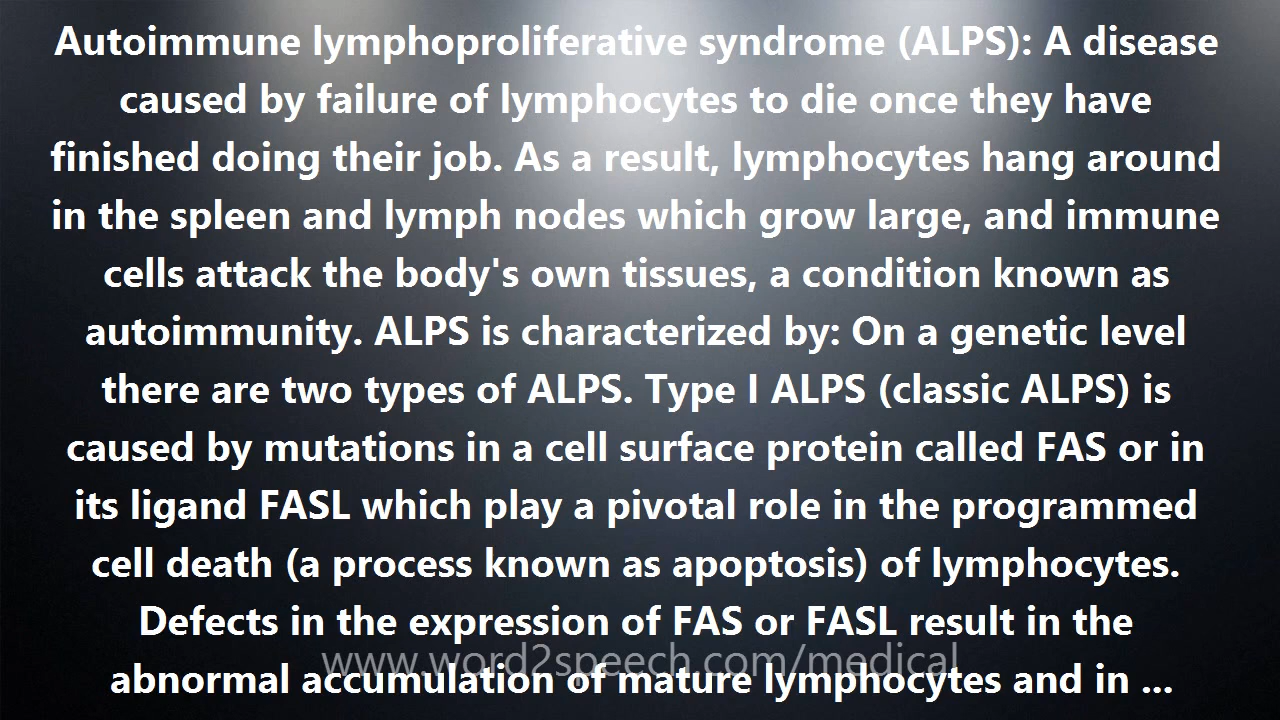 Autoimmune lymphoproliferative syndrome (ALPS): A disease
caused by failure of lymphocytes to die once they have
finished doing their job. As a result, lymphocytes hang around
in the spleen and lymph nodes which grow large, and immune
cells attack the body's own tissues, a condition known as
autoimmunity. ALPS is characterized by: On a genetic level
there are two types of ALPS. Type I ALPS (classic ALPS) is
caused by mutations in a cell surface protein called FAS or in
its ligand FASL which play a pivotal role in the programmed
cell death (a process known as apoptosis) of lymphocytes.
Defects in the expression of FAS or FASL result in the
www.word2speech.com/medical
abnormal accumulation of mature lymphocytes and in ...